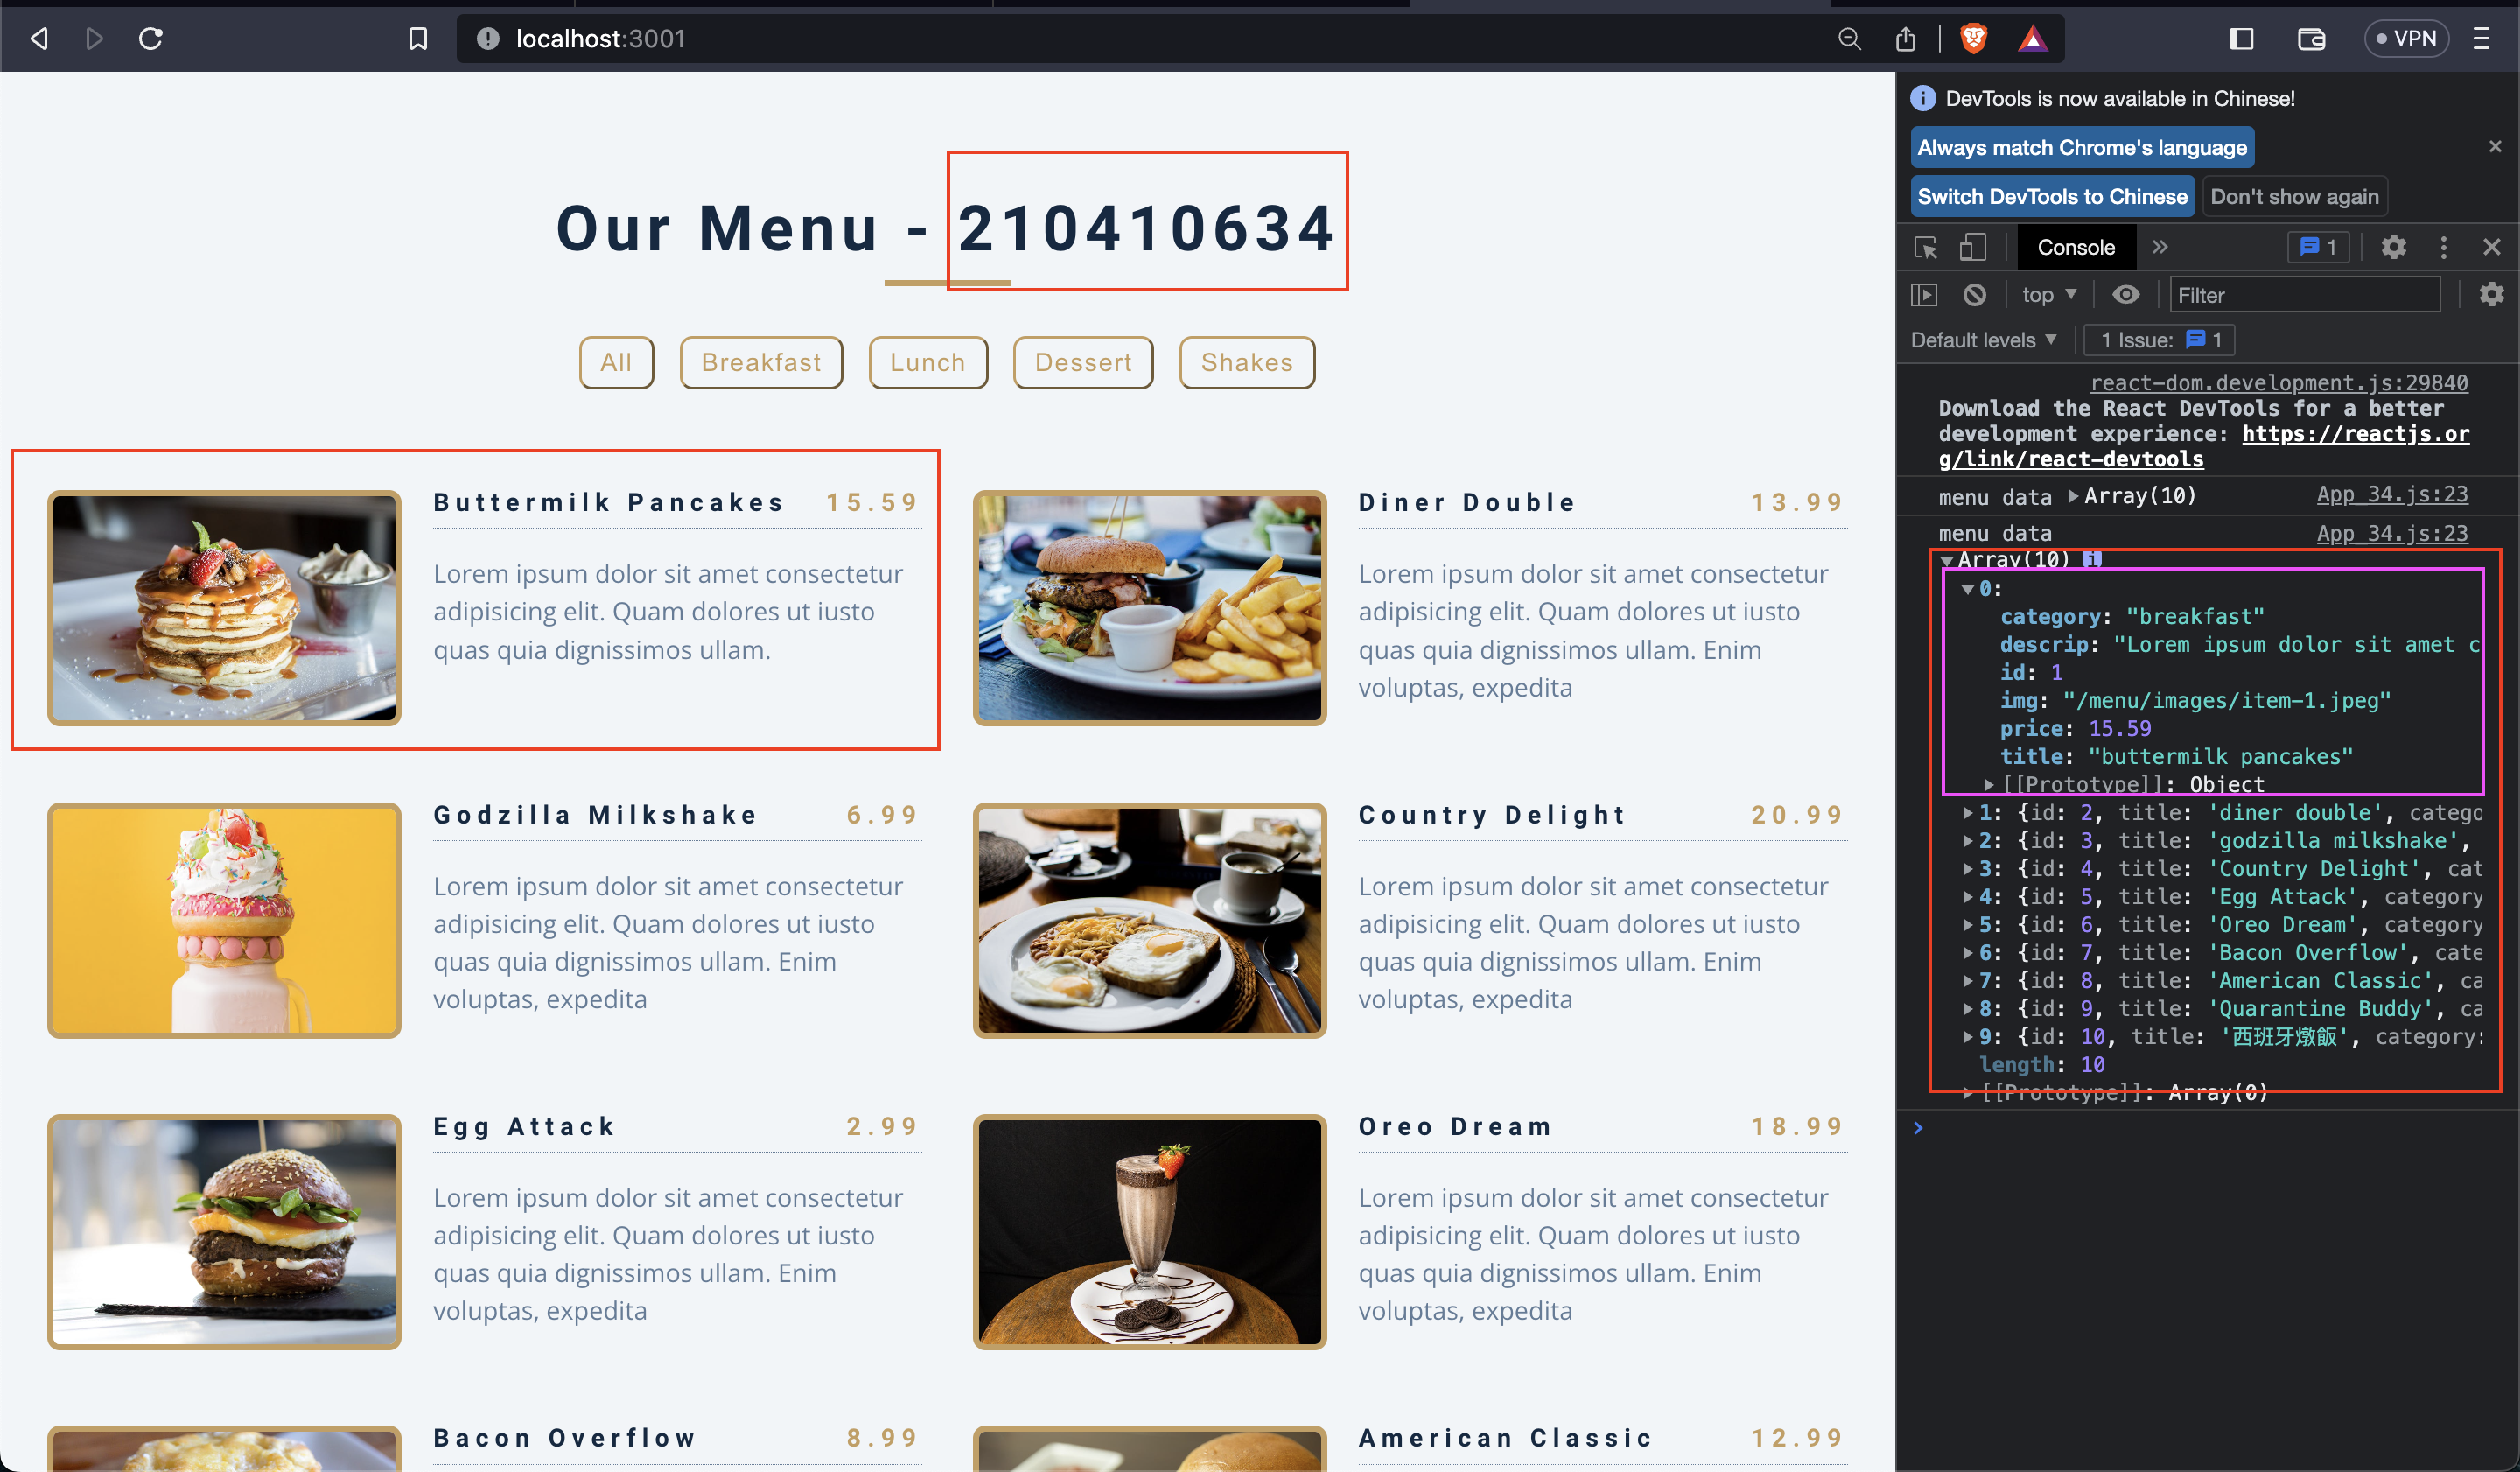 localhost:3001
VPN
Our Menu - 210410634
All Breakfast Lunch Dessert Shakes
Buttermilk Pancakes 15.59
Lorem ipsum dolor sit amet consectetur
adipisicing elit. Quam dolores ut iusto
quas quia dignissimos ullam.
Diner Double 13.99
Lorem ipsum dolor sit amet consectetur
adipisicing elit. Quam dolores ut iusto
quas quia dignissimos ullam. Enim
voluptas, expedita
Godzilla Milkshake 6.99
Lorem ipsum dolor sit amet consectetur
adipisicing elit. Quam dolores ut iusto
quas quia dignissimos ullam. Enim
voluptas, expedita
Country Delight 20.99
Lorem ipsum dolor sit amet consectetur
adipisicing elit. Quam dolores ut iusto
quas quia dignissimos ullam. Enim
voluptas, expedita
Egg Attack 2.99
Lorem ipsum dolor sit amet consectetur
adipisicing elit. Quam dolores ut iusto
quas quia dignissimos ullam. Enim
voluptas, expedita
Oreo Dream 18.99
Lorem ipsum dolor sit amet consectetur
adipisicing elit. Quam dolores ut iusto
quas quia dignissimos ullam. Enim
voluptas, expedita
Bacon Overflow 8.99
American Classic 12.99
DevTools is now available in Chinese!
Always match Chrome's language
Switch DevTools to Chinese Don't show again
Console 1
top Filter
Default levels 1 Issue: 1
react-dom.development.js:29840
Download the React DevTools for a better
development experience: https://reactjs.or
g/link/react-devtools
menu data Array(10) App_34.js:23
menu data App_34.js:23
Array(10)
0:
category: "breakfast"
descrip: "Lorem ipsum dolor sit amet c
id: 1
img: "/menu/images/item-1.jpeg"
price: 15.59
title: "buttermilk pancakes"
[[Prototype]]: Object
1: {id: 2, title: 'diner double', catego
2: {id: 3, title: 'godzilla milkshake',
3: {id: 4, title: 'Country Delight', cat
4: {id: 5, title: 'Egg Attack', category
5: {id: 6, title: 'Oreo Dream', category
6: {id: 7, title: 'Bacon Overflow', cate
7: {id: 8, title: 'American Classic', ca
8: {id: 9, title: 'Quarantine Buddy', ca
9: {id: 10, title: '西班牙燉飯', category:
length: 10
[[Prototype]]: Array(0)